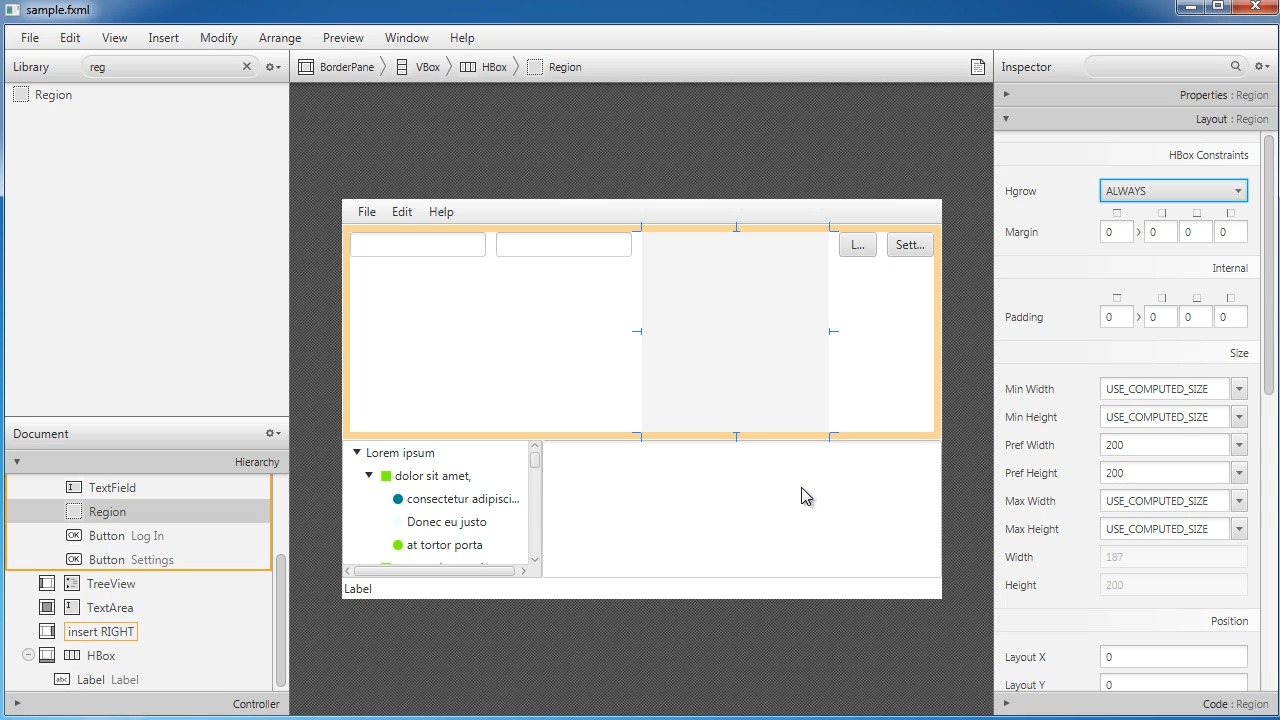 sample.fxml
File Edit View Insert Modify Arrange Preview Window Help
Library reg
BorderPane VBox HBox Region
Inspector
Region
Properties : Region
Layout : Region
HBox Constraints
Hgrow ALWAYS
Margin 0 > 0 0 0
Internal
Padding 0 > 0 0 0
Size
Min Width USE_COMPUTED_SIZE
Min Height USE_COMPUTED_SIZE
Pref Width 200
Pref Height 200
Max Width USE_COMPUTED_SIZE
Max Height USE_COMPUTED_SIZE
Width 187
Height 200
Position
Layout X 0
Layout Y 0
Code : Region
File Edit Help
L... Sett...
Lorem ipsum
dolor sit amet,
consectetur adipisci...
Donec eu justo
at tortor porta
Label
Document
Hierarchy
TextField
Region
OK Button Log In
OK Button Settings
TreeView
TextArea
insert RIGHT
HBox
abc Label Label
Controller